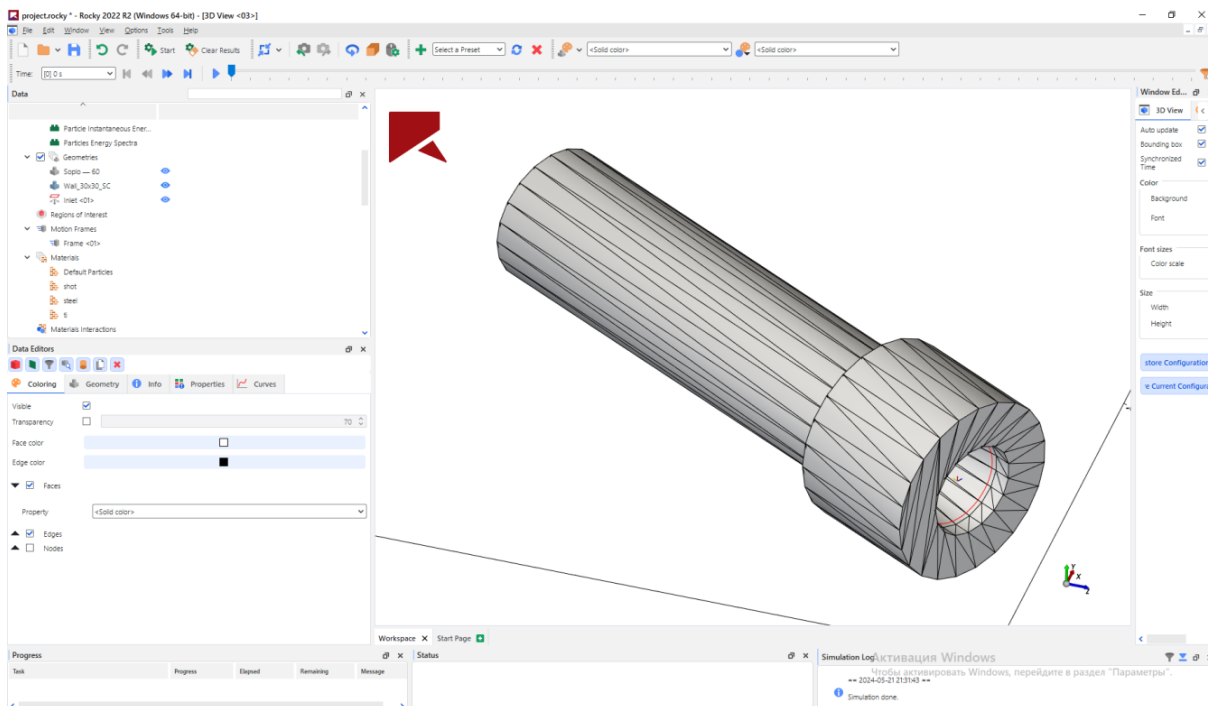 project.rocky * - Rocky 2022 R2 (Windows 64-bit) - [3D View <03>]
File Edit Window View Options Tools Help
Start Clear Results Select a Preset <Solid color> <Solid color>
Time: [0] 0 s
Data
Particle Instantaneous Ener...
Particles Energy Spectra
Geometries
Soplo — 60
Wall_30x30_SC
Inlet <01>
Regions of Interest
Motion Frames
Frame <01>
Materials
Default Particles
shot
steel
ti
Materials Interactions
Data Editors
Coloring Geometry Info Properties Curves
Visible
Transparency 70
Face color
Edge color
Faces
Property <Solid color>
Edges
Nodes
Y
X
Z
Workspace Start Page
Window Ed...
3D View
Auto update
Bounding box
Synchronized
Time
Color
Background
Font
Font sizes
Color scale
Size
Width
Height
store Configuration
e Current Configura
Progress
Task Progress Elapsed Remaining Message
Status
Simulation Log
Активация Windows
Чтобы активировать Windows, перейдите в раздел "Параметры".
== 2024-05-21 21:31:43 ==
Simulation done.